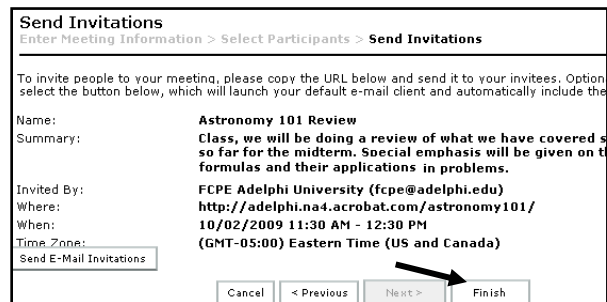 Send Invitations
Enter Meeting Information > Select Participants > Send Invitations
To invite people to your meeting, please copy the URL below and send it to your invitees. Option
select the button below, which will launch your default e-mail client and automatically include the
Name: Astronomy 101 Review
Summary: Class, we will be doing a review of what we have covered s
so far for the midterm. Special emphasis will be given on t
formulas and their applications in problems.
Invited By: FCPE Adelphi University (fcpe@adelphi.edu)
Where: http://adelphi.na4.acrobat.com/astronomy101/
When: 10/02/2009 11:30 AM - 12:30 PM
Time Zone: (GMT-05:00) Eastern Time (US and Canada)
Send E-Mail Invitations
Cancel < Previous Next > Finish